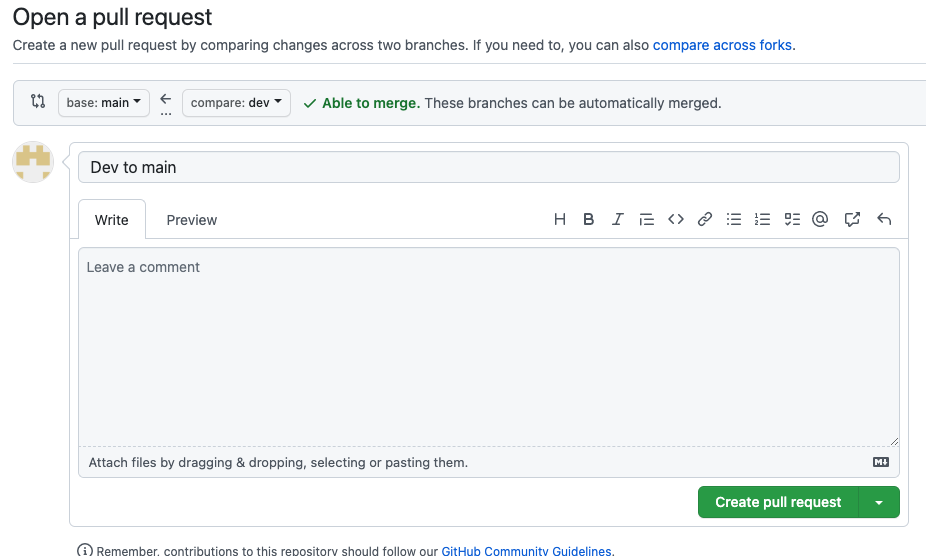 Open a pull request
Create a new pull request by comparing changes across two branches. If you need to, you can also compare across forks.
base: main
...
compare: dev
Able to merge. These branches can be automatically merged.
Dev to main
Write Preview
Leave a comment
Attach files by dragging & dropping, selecting or pasting them.
Create pull request
Remember, contributions to this repository should follow our GitHub Community Guidelines.